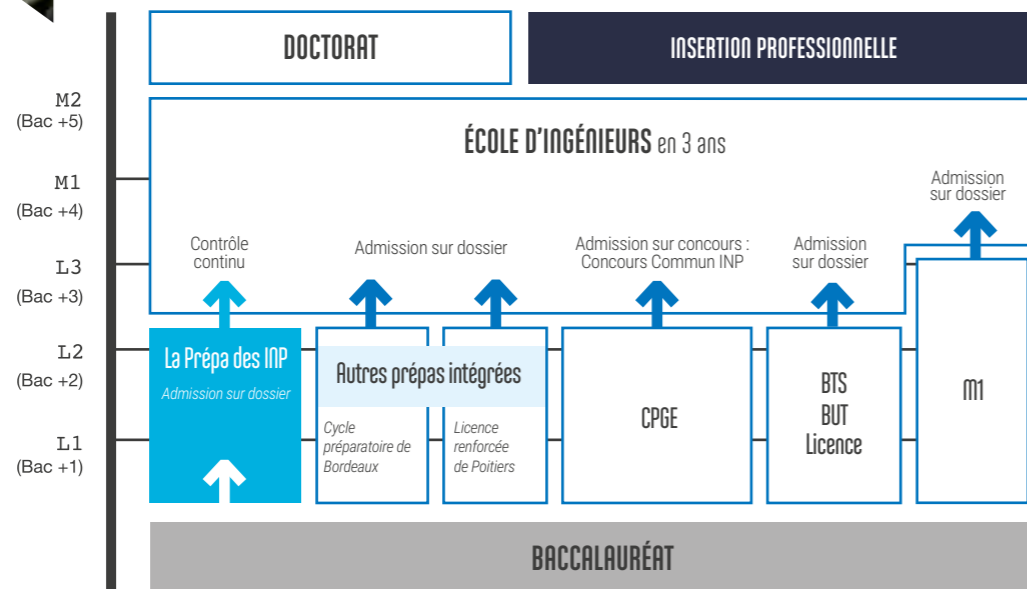 DOCTORAT
INSERTION PROFESSIONNELLE
M2
(Bac +5)
ÉCOLE D'INGÉNIEURS en 3 ans
M1
(Bac +4)
Admission
sur dossier
Contrôle
continu
Admission sur dossier
Admission sur concours :
Concours Commun INP
Admission
sur dossier
L3
(Bac +3)
L2
(Bac +2)
La Prépa des INP
Admission sur dossier
Autres prépas intégrées
Cycle
préparatoire de
Bordeaux
Licence
renforcée
de Poitiers
CPGE
BTS
BUT
Licence
M1
L1
(Bac +1)
BACCALAURÉAT